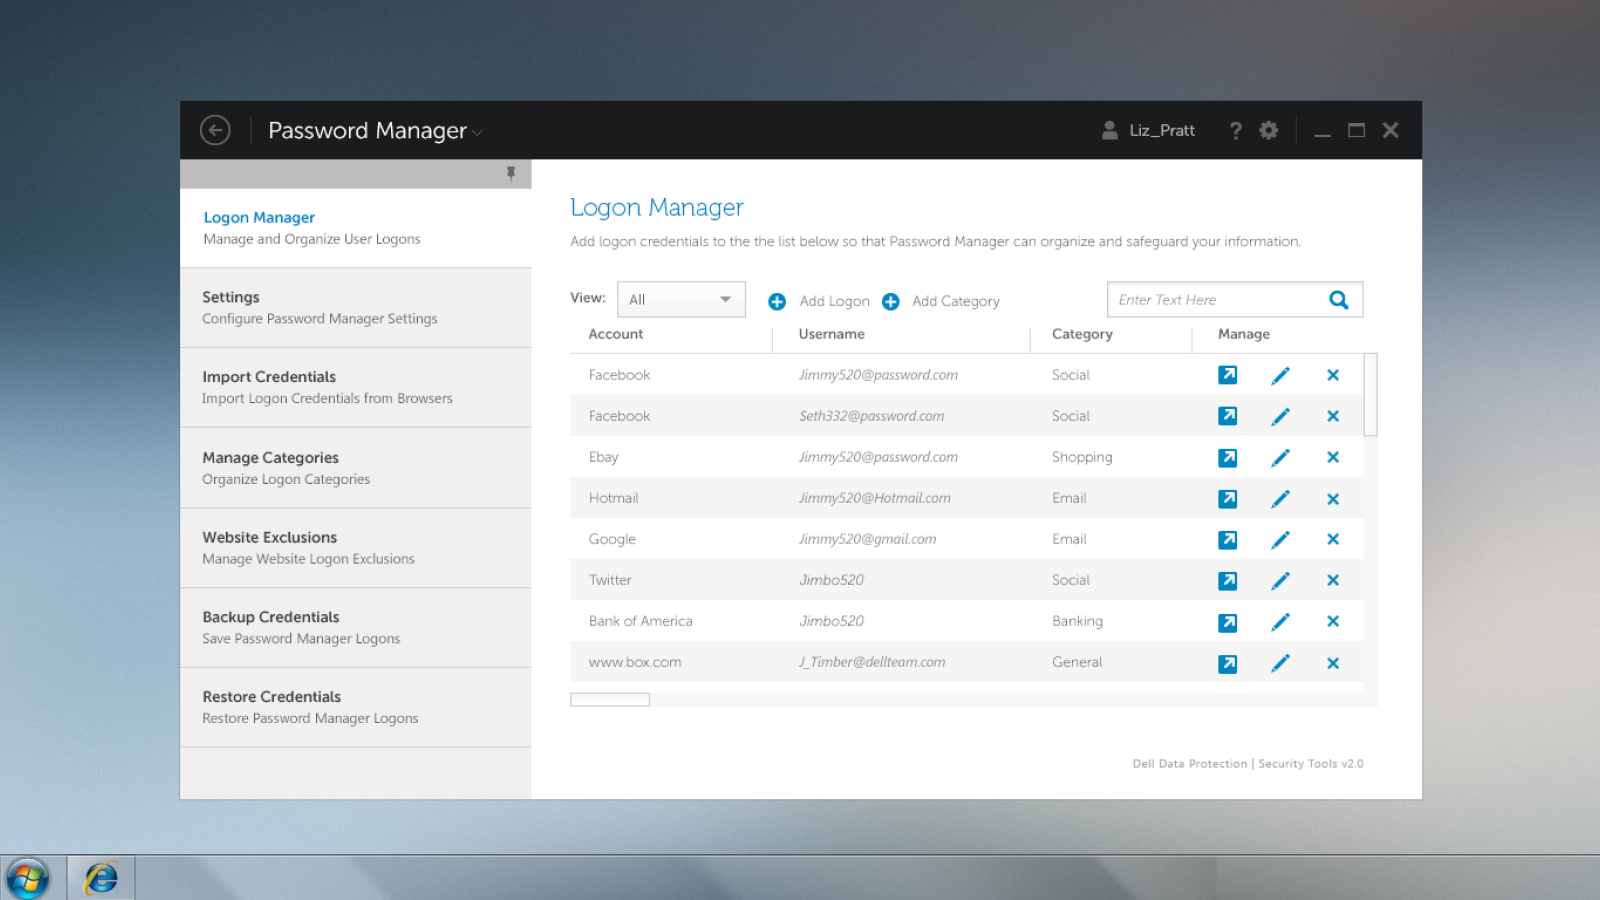 Password Manager
Liz_Pratt
?
Logon Manager
Manage and Organize User Logons
Settings
Configure Password Manager Settings
Import Credentials
Import Logon Credentials from Browsers
Manage Categories
Organize Logon Categories
Website Exclusions
Manage Website Logon Exclusions
Backup Credentials
Save Password Manager Logons
Restore Credentials
Restore Password Manager Logons
Logon Manager
Add logon credentials to the the list below so that Password Manager can organize and safeguard your information.
View: All Add Logon Add Category Enter Text Here
Account Username Category Manage
Facebook Jimmy520@password.com Social
Facebook Seth332@password.com Social
Ebay Jimmy520@password.com Shopping
Hotmail Jimmy520@Hotmail.com Email
Google Jimmy520@gmail.com Email
Twitter Jimbo520 Social
Bank of America Jimbo520 Banking
www.box.com J_Timber@dellteam.com General
Dell Data Protection | Security Tools v2.0